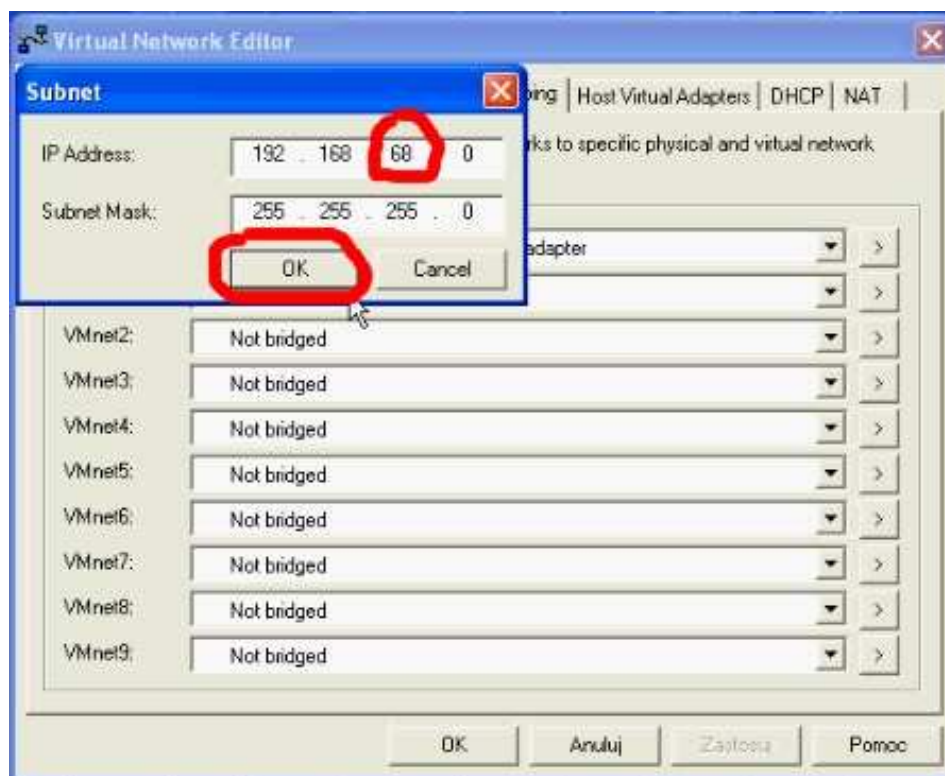 Virtual Network Editor
Subnet
ping Host Virtual Adapters DHCP NAT
IP Address: 192 . 168 68 0
rks to specific physical and virtual network
Subnet Mask: 255 . 255 . 255 . 0
adapter >
OK Cancel
>
VMnet2: Not bridged >
VMnet3: Not bridged >
VMnet4: Not bridged >
VMnet5: Not bridged >
VMnet6: Not bridged >
VMnet7: Not bridged >
VMnet8: Not bridged >
VMnet9: Not bridged >
OK Anuluj Zastosuj Pomoc